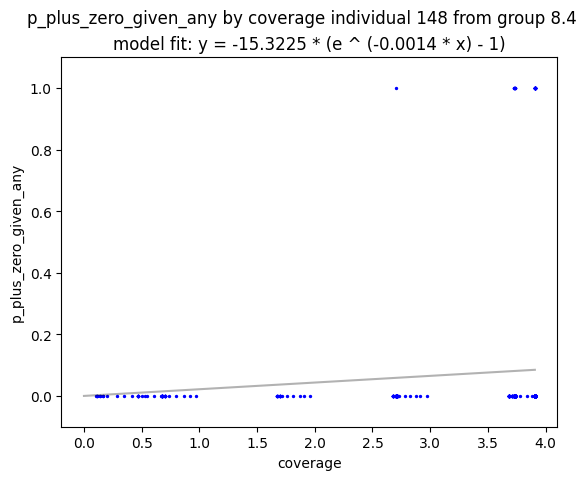 p_plus_zero_given_any by coverage individual 148 from group 8.4
model fit: y = -15.3225 * (e ^ (-0.0014 * x) - 1)
1.0
0.8
0.6
0.4
0.2
0.0
p_plus_zero_given_any
0.0 0.5 1.0 1.5 2.0 2.5 3.0 3.5 4.0
coverage